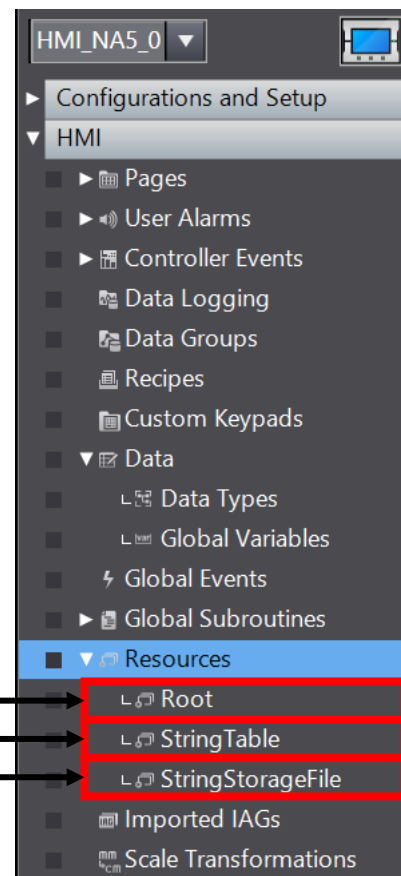 HMI_NA5_0
Configurations and Setup
HMI
Pages
User Alarms
Controller Events
Data Logging
Data Groups
Recipes
Custom Keypads
Data
Data Types
Global Variables
Global Events
Global Subroutines
Resources
Root
StringTable
StringStorageFile
Imported IAGs
Scale Transformations